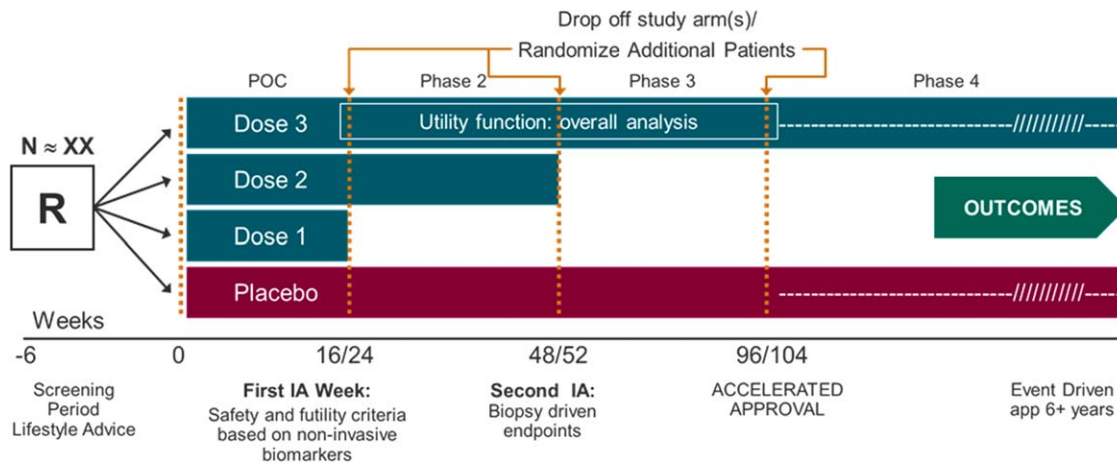 Drop off study arm(s)/
Randomize Additional Patients
POC
Phase 2
Phase 3
Phase 4
N ≈ XX
R
Dose 3
Utility function: overall analysis
Dose 2
Dose 1
OUTCOMES
Placebo
Weeks
-6
0
16/24
48/52
96/104
Screening
Period
Lifestyle Advice
First IA Week:
Safety and futility criteria
based on non-invasive
biomarkers
Second IA:
Biopsy driven
endpoints
ACCELERATED
APPROVAL
Event Driven
app 6+ years